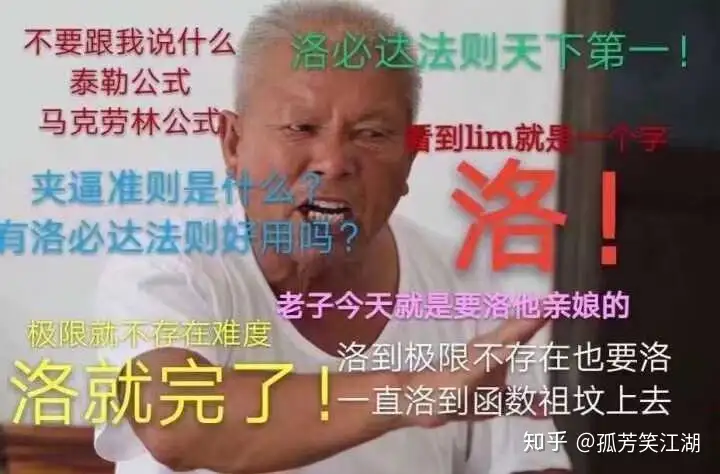 不要跟我说什么
泰勒公式
马克劳林公式
洛必达法则天下第一！
看到lim就是一个字
洛！
夹逼准则是什么？
有洛必达法则好用吗？
老子今天就是要洛他亲娘的
极限就不存在难度
洛就完了！
洛到极限不存在也要洛
一直洛到函数祖坟上去
知乎 @孤芳笑江湖